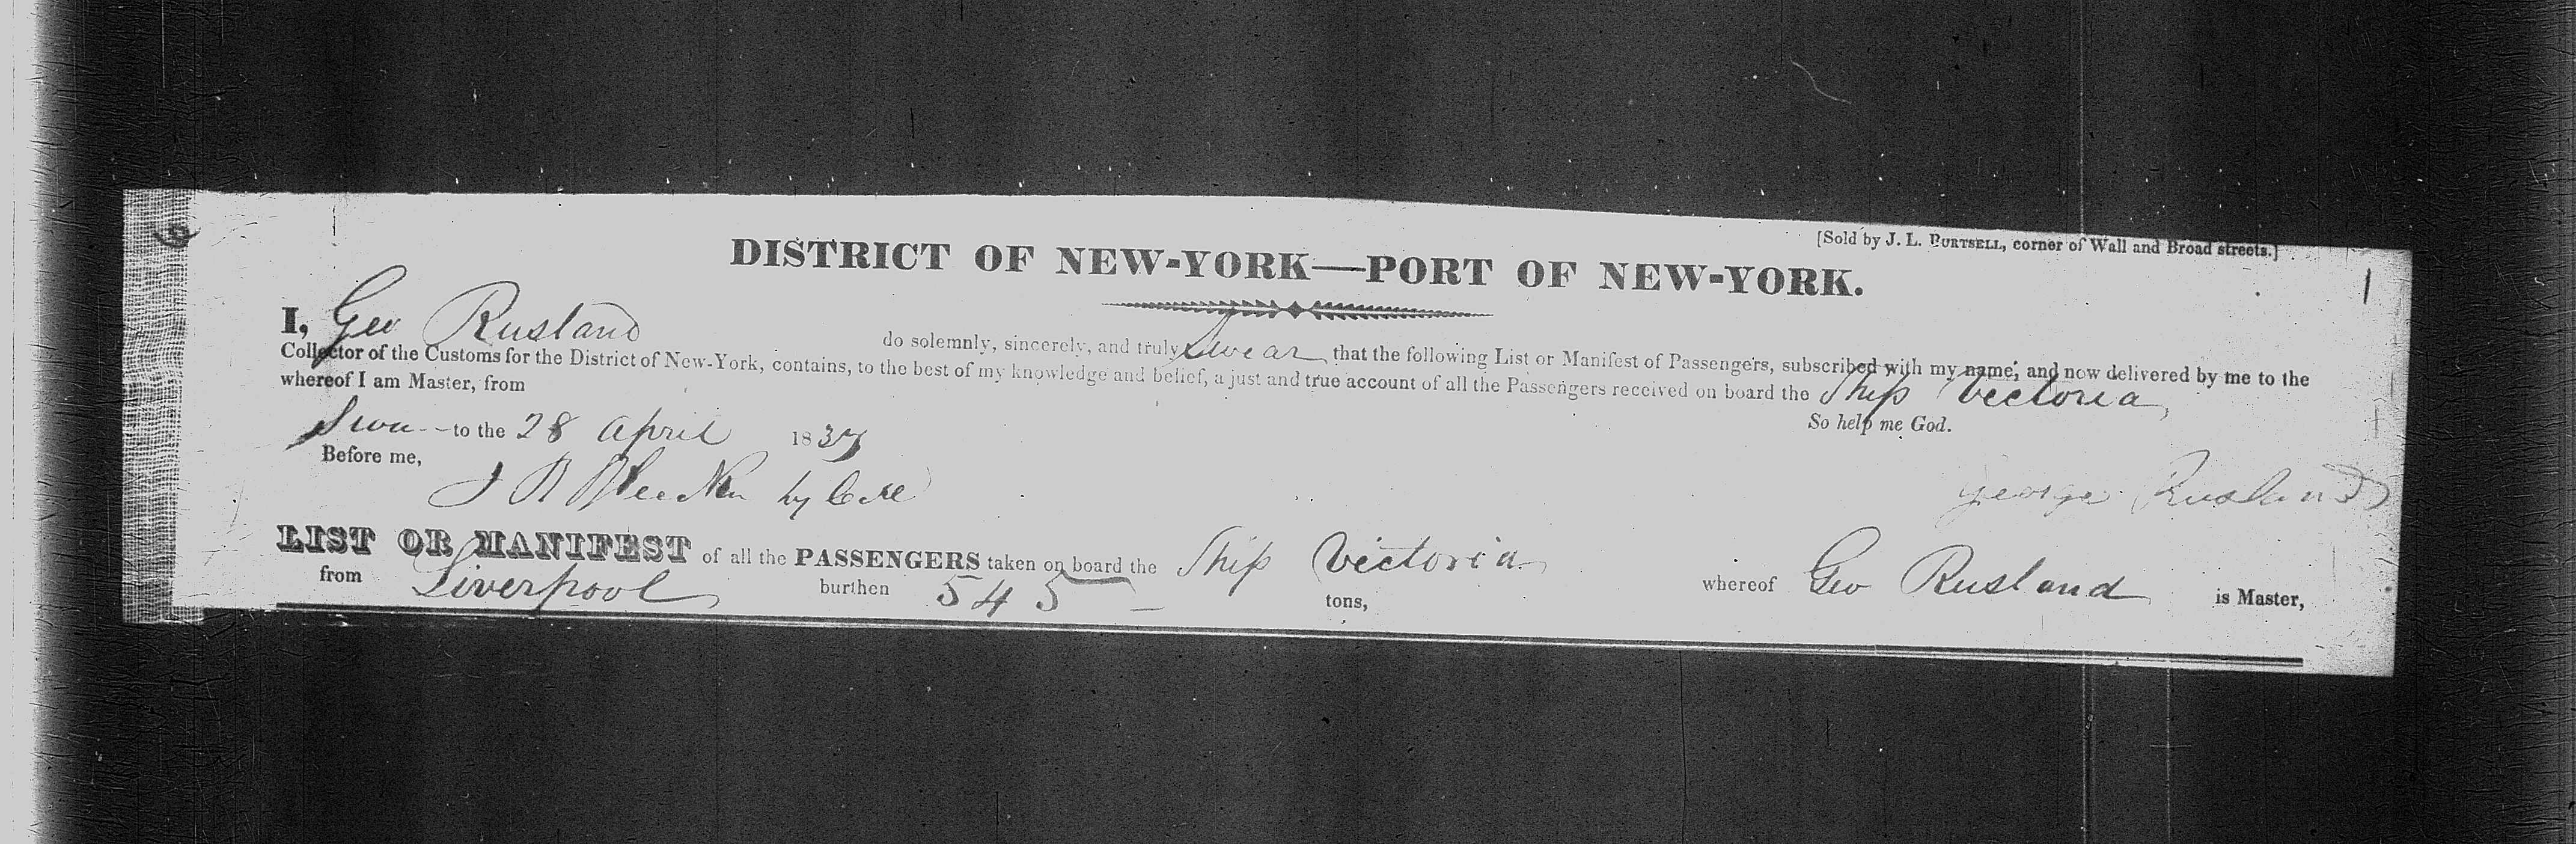 [Sold by J. L. BURTSELL, corner of Wall and Broad streets.]
DISTRICT OF NEW-YORK—PORT OF NEW-YORK.
1
I, Geo Rusland do solemnly, sincerely, and truly swear that the following List or Manifest of Passengers, subscribed with my name, and now delivered by me to the
Collector of the Customs for the District of New-York, contains, to the best of my knowledge and belief, a just and true account of all the Passengers received on board the Ship Victoria,
whereof I am Master, from
So help me God.
to the 28 April 1837
Before me,
George Rusland
LIST OR MANIFEST of all the PASSENGERS taken on board the Ship Victoria whereof Geo Rusland is Master,
from Liverpool burthen 545 tons,